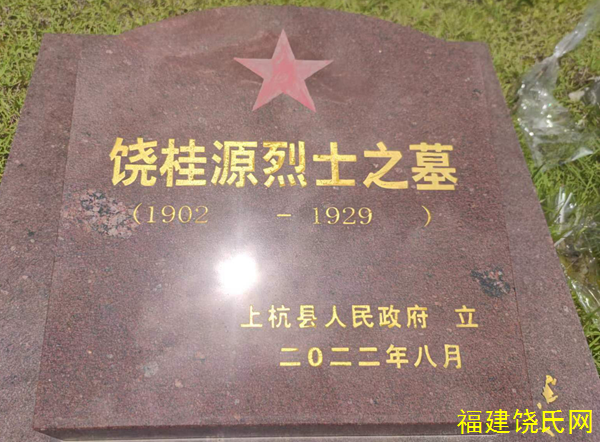 饶桂源烈士之墓
(1902 - 1929 )
上杭县人民政府 立
二〇二二年八月
福建饶氏网